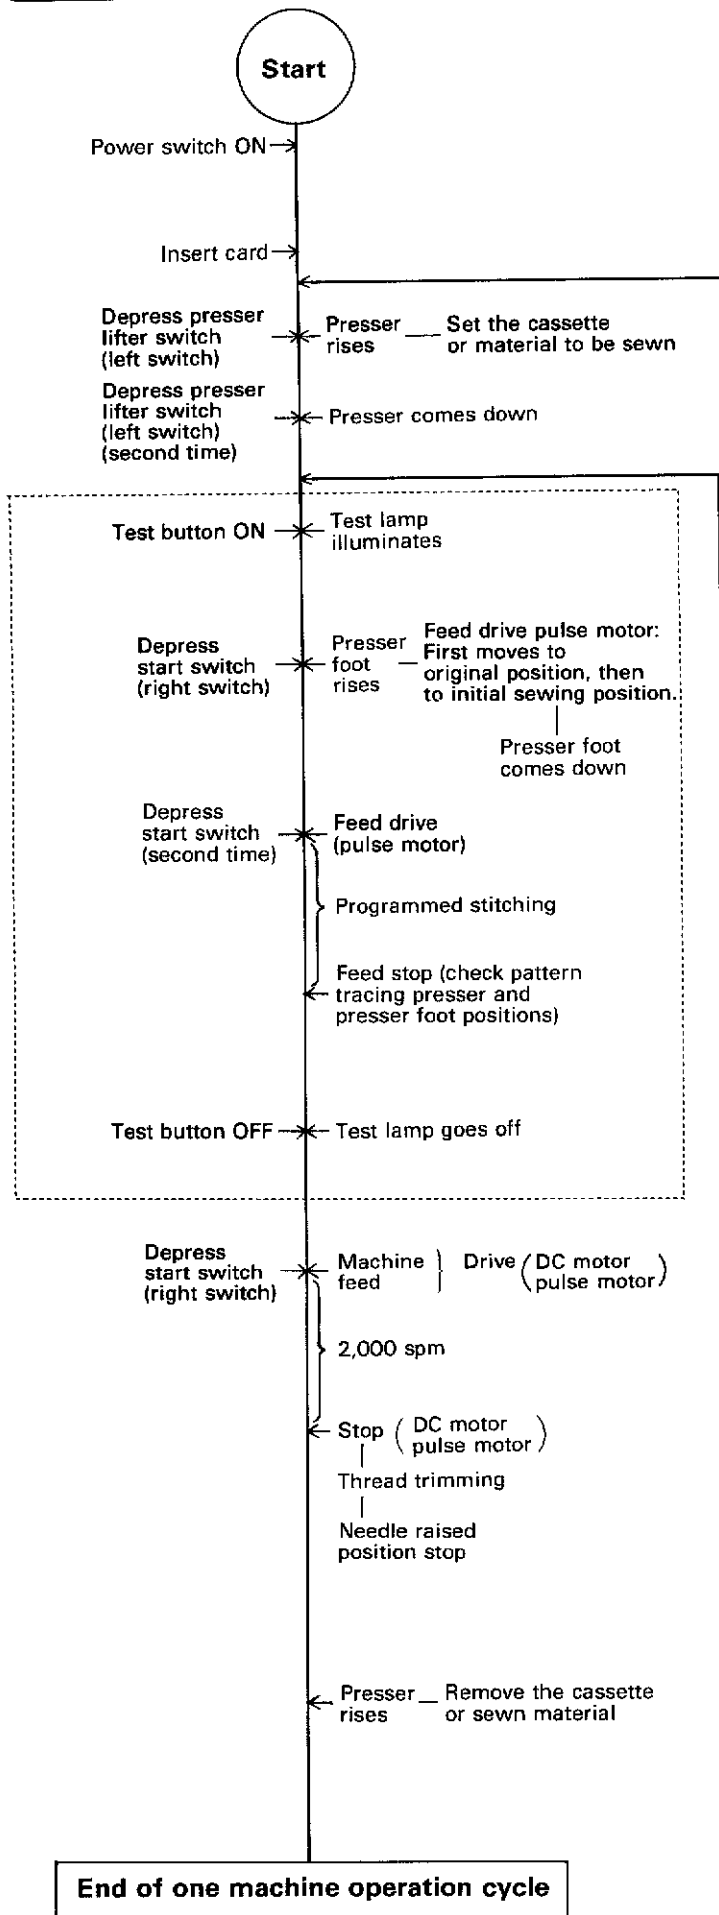 Start
Power switch ON
Insert card
Depress presser
lifter switch
(left switch)
Presser
rises
Set the cassette
or material to be sewn
Depress presser
lifter switch
(left switch)
(second time)
Presser comes down
Test button ON
Test lamp
illuminates
Depress
start switch
(right switch)
Presser
foot
rises
Feed drive pulse motor:
First moves to
original position, then
to initial sewing position.
Presser foot
comes down
Depress
start switch
(second time)
Feed drive
(pulse motor)
Programmed stitching
Feed stop (check pattern
tracing presser and
presser foot positions)
Test button OFF
Test lamp goes off
Depress
start switch
(right switch)
Machine
feed
Drive
(DC motor
pulse motor)
2,000 spm
Stop
(DC motor
pulse motor)
Thread trimming
Needle raised
position stop
Presser
rises
Remove the cassette
or sewn material
End of one machine operation cycle